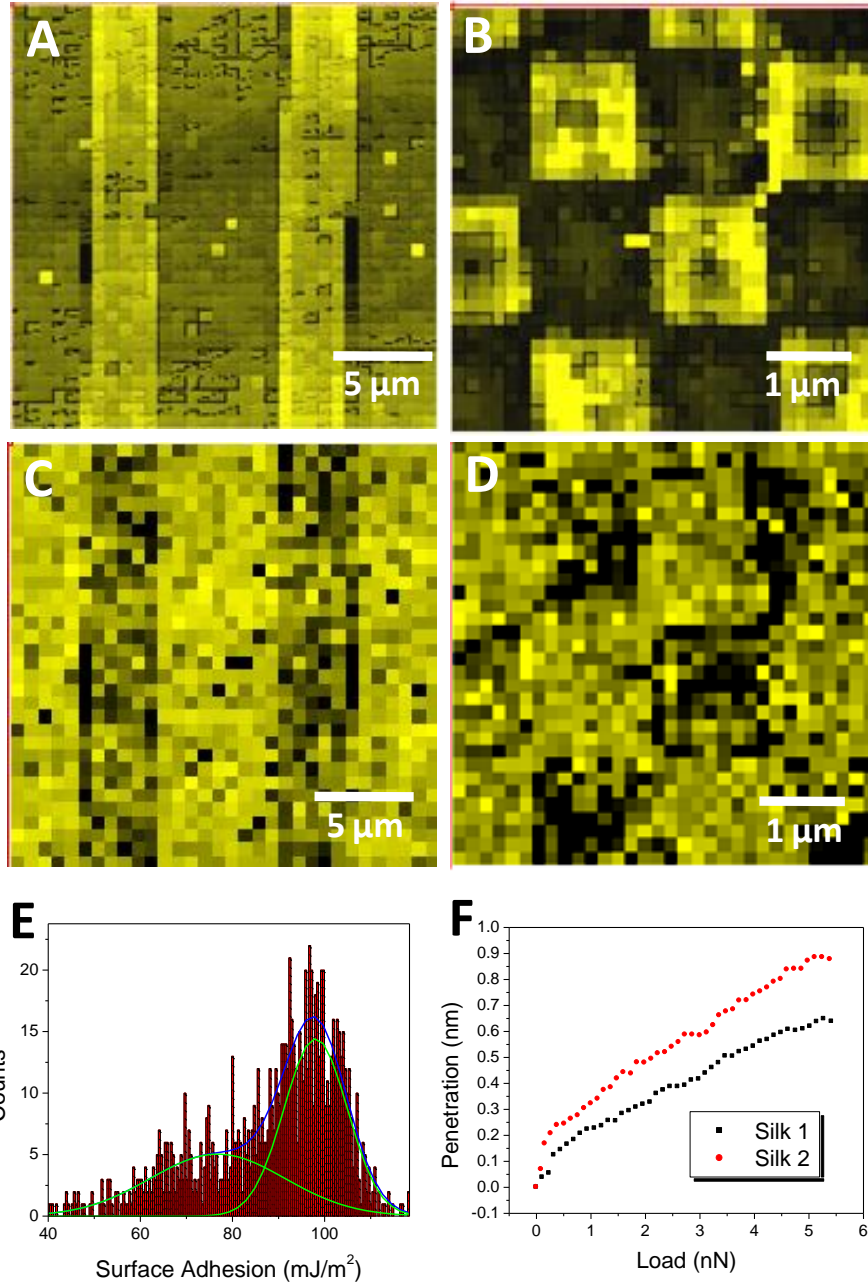 A
B
5 μm
1 μm
C
D
5 μm
1 μm
E
20
15
10
5
0
40
60
80
100
Surface Adhesion (mJ/m²)
F
1.0
0.9
0.8
0.7
0.6
0.5
0.4
0.3
0.2
0.1
0.0
-0.1
Penetration (nm)
Silk 1
Silk 2
0
1
2
3
4
5
6
Load (nN)